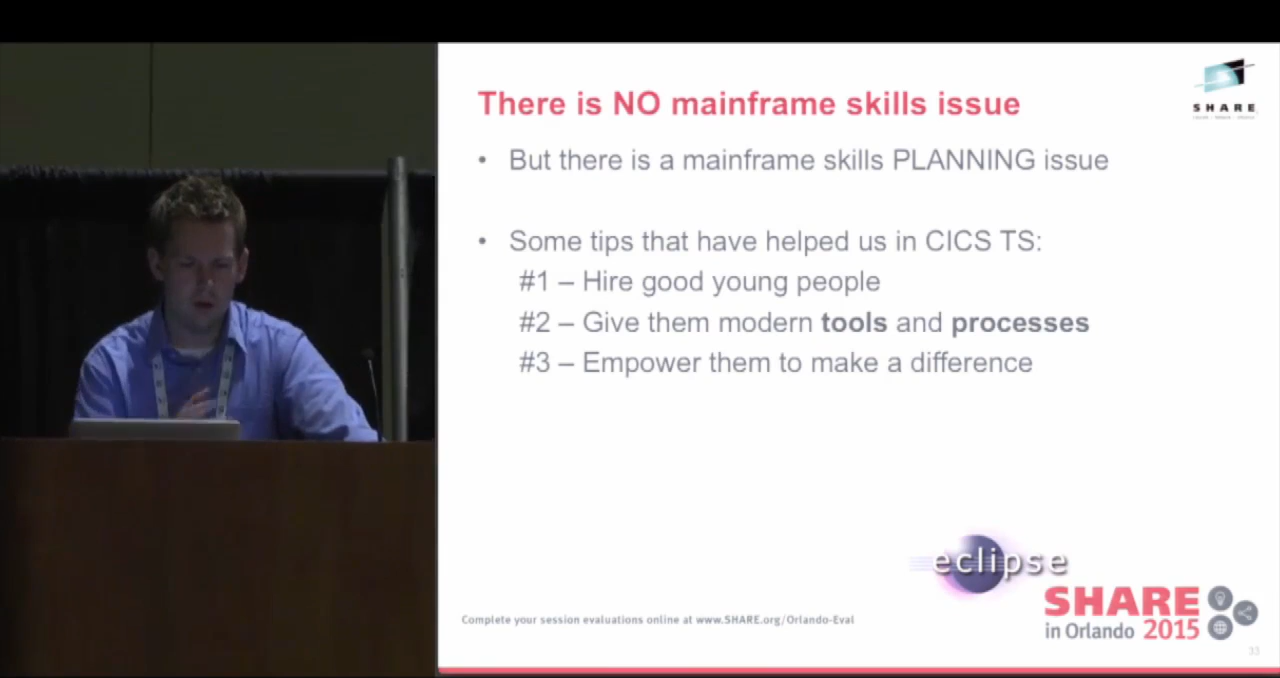 There is NO mainframe skills issue
SHARE
• But there is a mainframe skills PLANNING issue
• Some tips that have helped us in CICS TS:
#1 – Hire good young people
#2 – Give them modern tools and processes
#3 – Empower them to make a difference
eclipse
SHARE
in Orlando 2015
Complete your session evaluations online at www.SHARE.org/Orlando-Eval
33